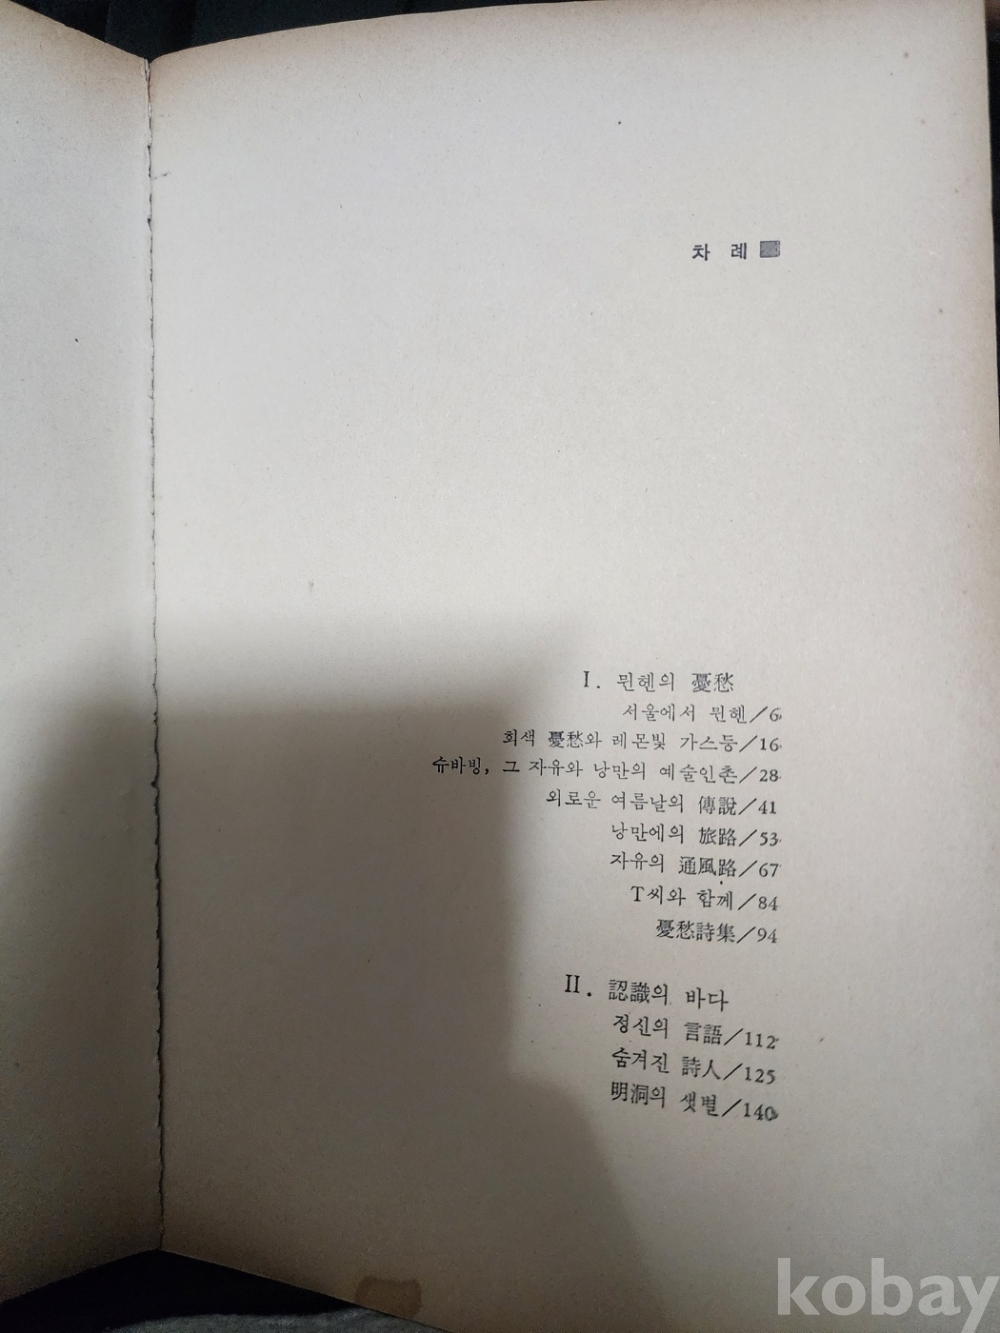 차 례
I. 뮌헨의 憂愁
서울에서 뮌헨/6
회색 憂愁와 레몬빛 가스등/16
슈바빙, 그 자유와 낭만의 예술인촌/28
외로운 여름날의 傳說/41
낭만에의 旅路/53
자유의 通風路/67
T씨와 함께/84
憂愁詩集/94
II. 認識의 바다
정신의 言語/112
숨겨진 詩人/125
明洞의 샛별/140
kobay